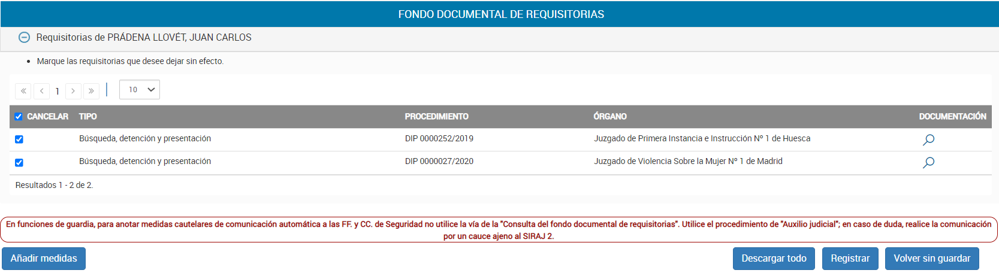 FONDO DOCUMENTAL DE REQUISITORIAS
Requisitorias de PRÁDENA LLOVÉT, JUAN CARLOS
• Marque las requisitorias que desee dejar sin efecto.
« ‹ 1 › » | 10
CANCELAR TIPO PROCEDIMIENTO ÓRGANO DOCUMENTACIÓN
Búsqueda, detención y presentación DIP 0000252/2019 Juzgado de Primera Instancia e Instrucción Nº 1 de Huesca
Búsqueda, detención y presentación DIP 0000027/2020 Juzgado de Violencia Sobre la Mujer Nº 1 de Madrid
Resultados 1 - 2 de 2.
En funciones de guardia, para anotar medidas cautelares de comunicación automática a las FF. y CC. de Seguridad no utilice la vía de la "Consulta del fondo documental de requisitorias". Utilice el procedimiento de "Auxilio judicial"; en caso de duda, realice la comunicación
por un cauce ajeno al SIRAJ 2.
Añadir medidas Descargar todo Registrar Volver sin guardar